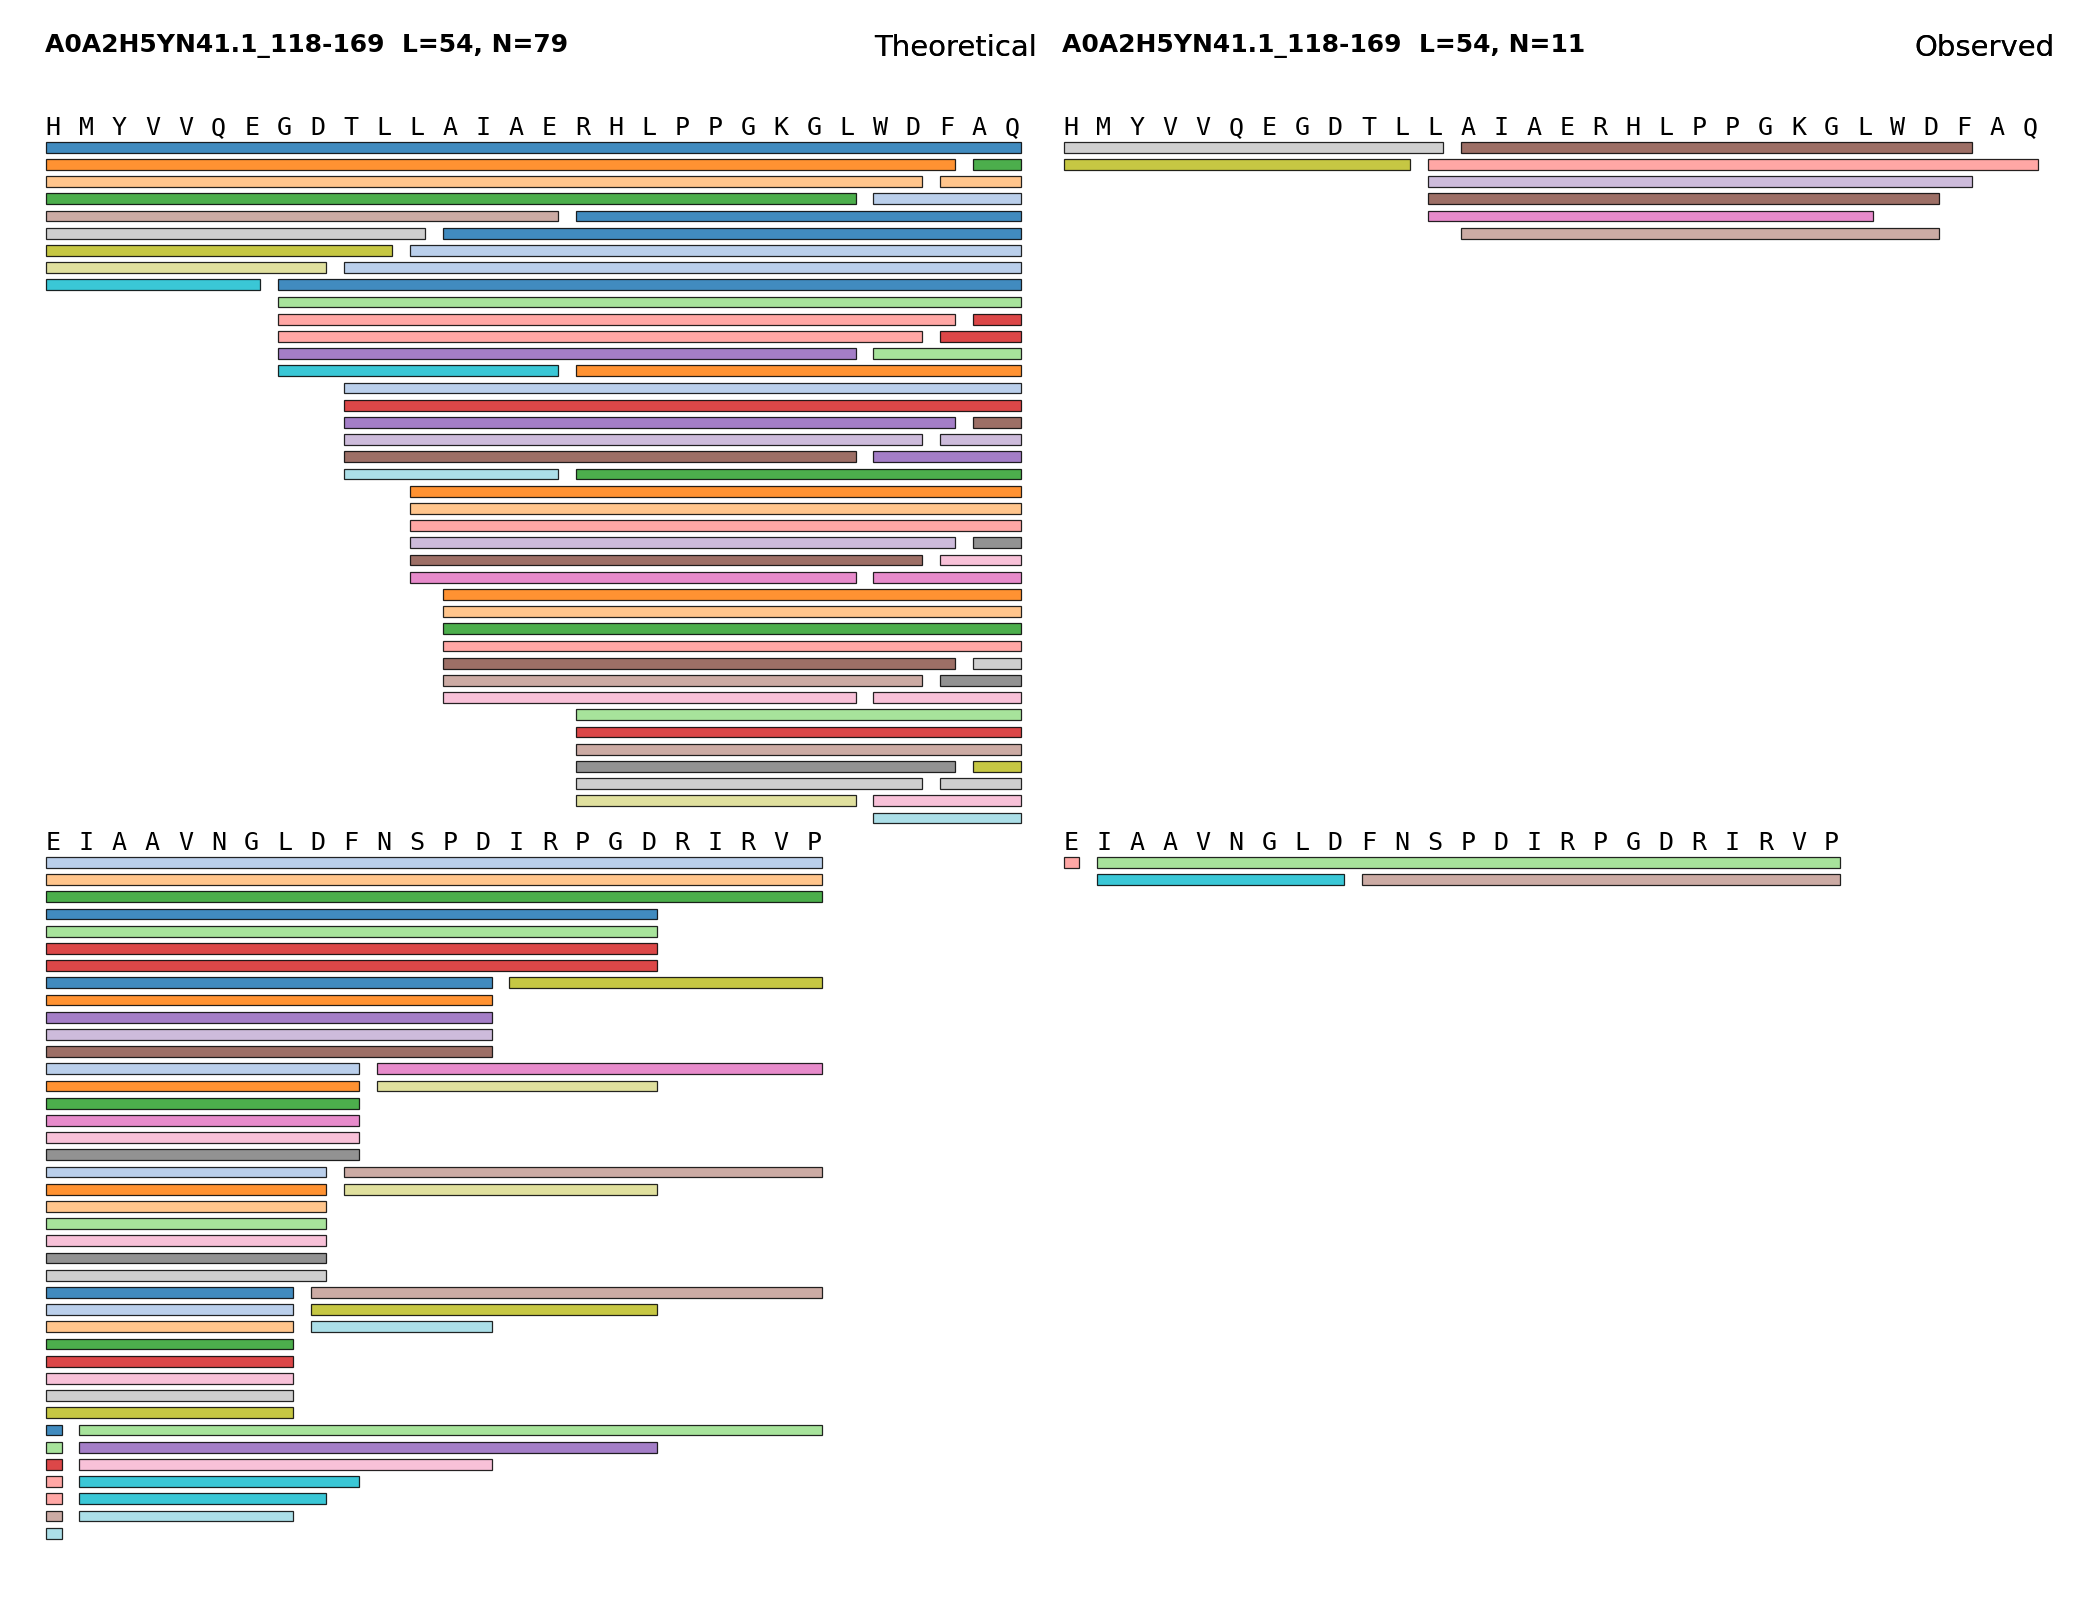 A0A2H5YN41.1_118-169 L=54, N=79 Theoretical
A0A2H5YN41.1_118-169 L=54, N=11 Observed
H M Y V V Q E G D T L L A I A E R H L P P G K G L W D F A Q
H M Y V V Q E G D T L L A I A E R H L P P G K G L W D F A Q
E I A A V N G L D F N S P D I R P G D R I R V P
E I A A V N G L D F N S P D I R P G D R I R V P